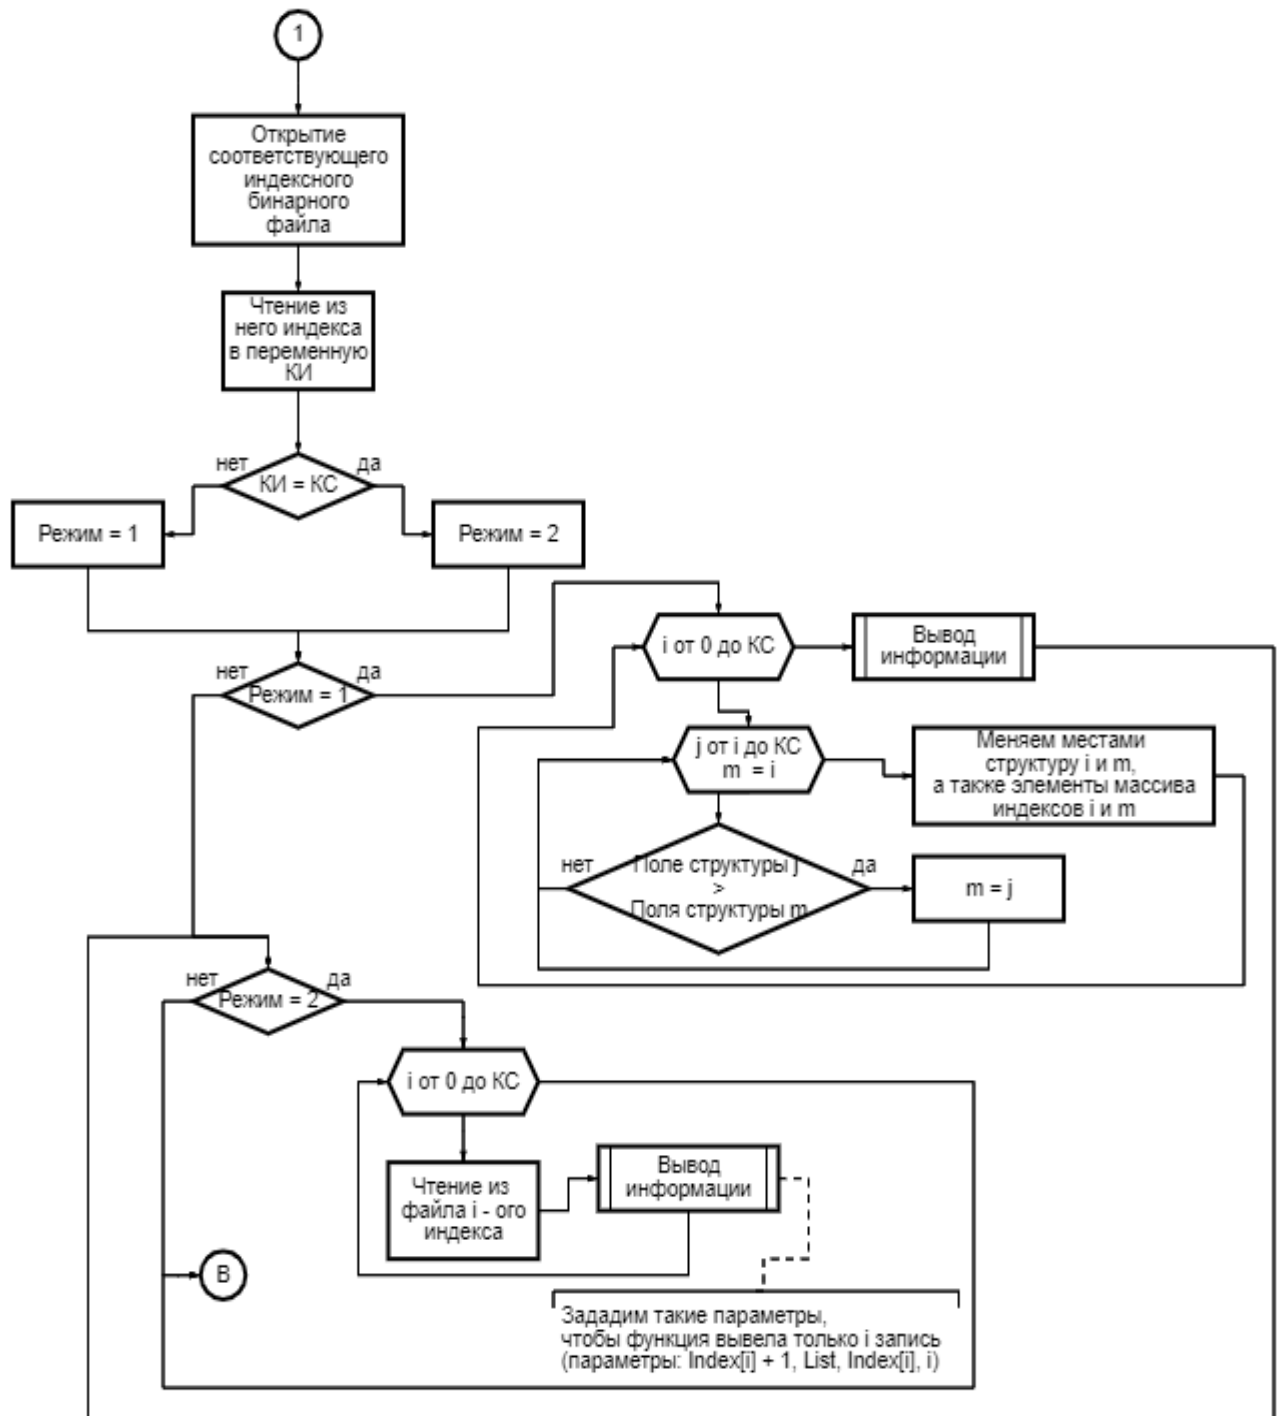 1
Открытие
соответствующего
индексного
бинарного
файла
Чтение из
него индекса
в переменную
КИ
нет
да
КИ = КС
Режим = 1
Режим = 2
нет
да
Режим = 1
i от 0 до КС
Вывод
информации
j от i до КС
m = i
Меняем местами
структуру i и m,
а также элементы массива
индексов i и m
нет
да
Поле структуры j
>
Поля структуры m
m = j
нет
да
Режим = 2
i от 0 до КС
Чтение из
файла i - ого
индекса
Вывод
информации
В
Зададим такие параметры,
чтобы функция вывела только i запись
(параметры: Index[i] + 1, List, Index[i], i)